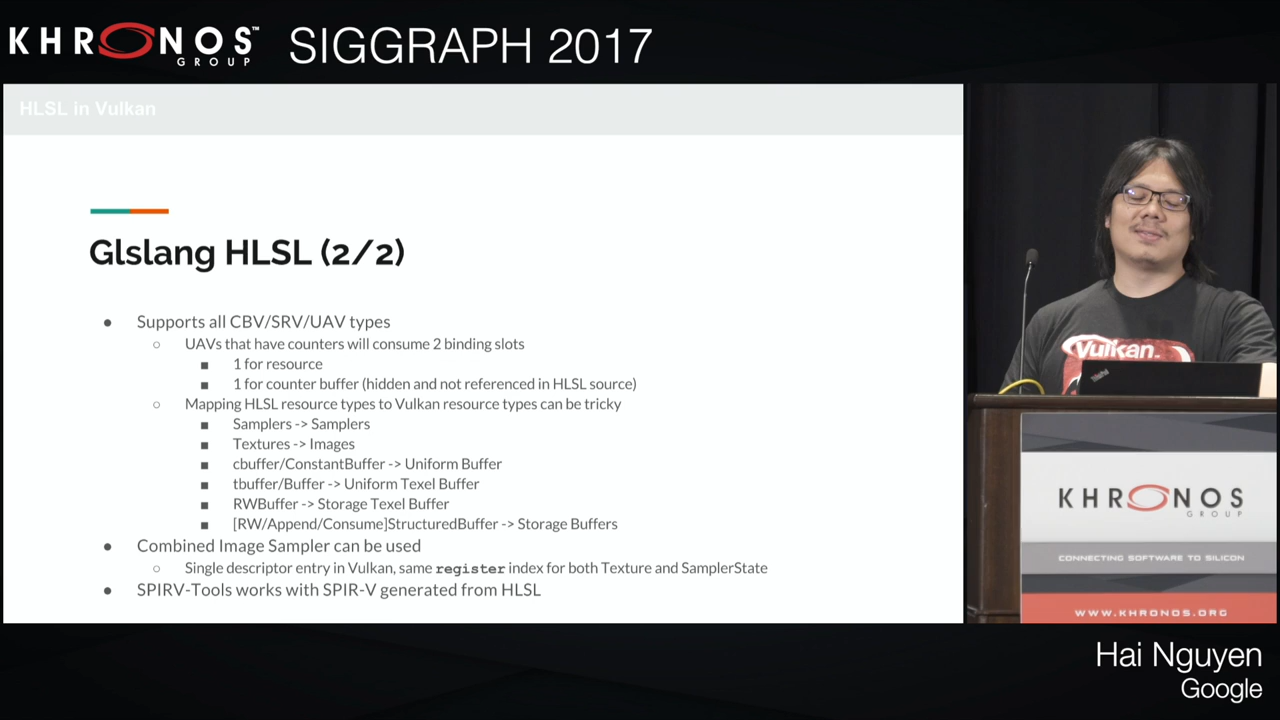 KHRONOS™
GROUP
SIGGRAPH 2017
HLSL in Vulkan
Glslang HLSL (2/2)
● Supports all CBV/SRV/UAV types
○ UAVs that have counters will consume 2 binding slots
■ 1 for resource
■ 1 for counter buffer (hidden and not referenced in HLSL source)
○ Mapping HLSL resource types to Vulkan resource types can be tricky
■ Samplers -> Samplers
■ Textures -> Images
■ cbuffer/ConstantBuffer -> Uniform Buffer
■ tbuffer/Buffer -> Uniform Texel Buffer
■ RWBuffer -> Storage Texel Buffer
■ [RW/Append/Consume]StructuredBuffer -> Storage Buffers
● Combined Image Sampler can be used
○ Single descriptor entry in Vulkan, same register index for both Texture and SamplerState
● SPIRV-Tools works with SPIR-V generated from HLSL
Vulkan.
ThinkPad
KHRONOS
GROUP
CONNECTING SOFTWARE TO SILICON
WWW.KHRONOS.ORG
Hai Nguyen
Google